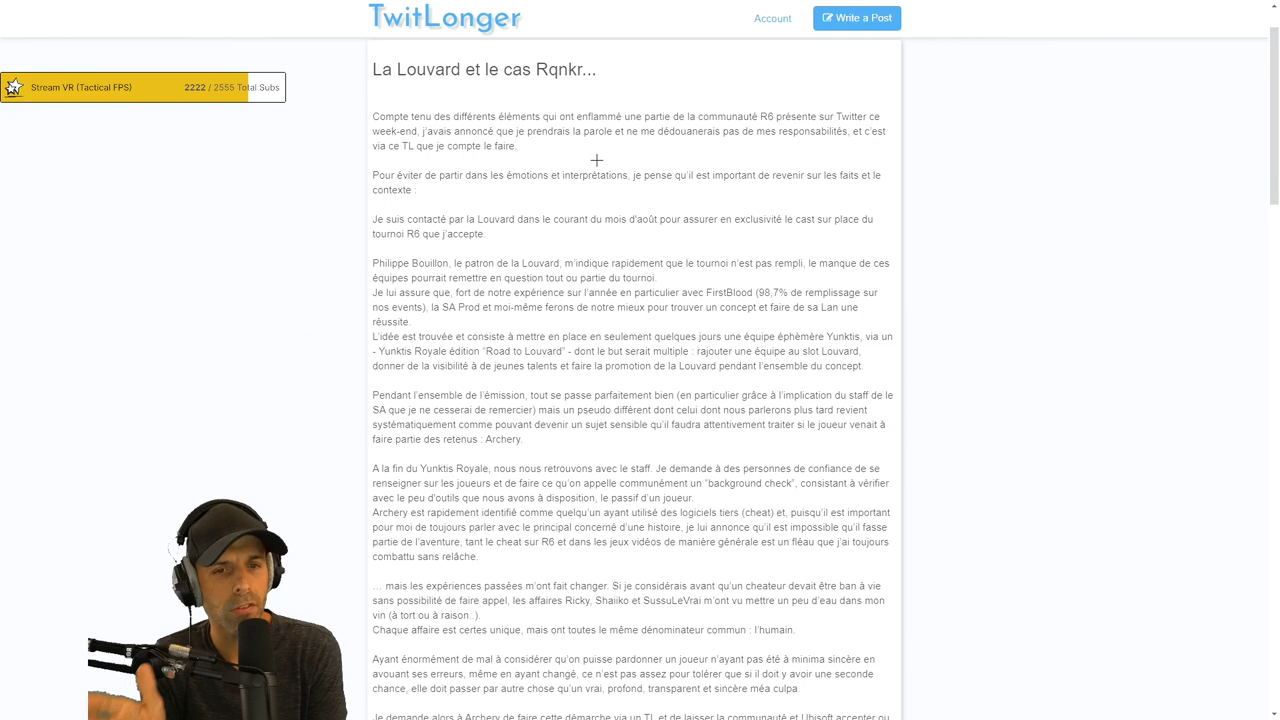 TwitLonger
Account
Write a Post
La Louvard et le cas Rqnkr...
Stream VR (Tactical FPS)
2222 / 2555 Total Subs
Compte tenu des différents éléments qui ont enflammé une partie de la communauté R6 présente sur Twitter ce
week-end, j'avais annoncé que je prendrais la parole et ne me dédouanerais pas de mes responsabilités, et c'est
via ce TL que je compte le faire.
Pour éviter de partir dans les émotions et interprétations, je pense qu'il est important de revenir sur les faits et le
contexte :
Je suis contacté par la Louvard dans le courant du mois d'août pour assurer en exclusivité le cast sur place du
tournoi R6 que j'accepte.
Philippe Bouillon, le patron de la Louvard, m'indique rapidement que le tournoi n'est pas rempli, le manque de ces
équipes pourrait remettre en question tout ou partie du tournoi.
Je lui assure que, fort de notre expérience sur l'année en particulier avec FirstBlood (98,7% de remplissage sur
nos events), la SA Prod et moi-même ferons de notre mieux pour trouver un concept et faire de sa Lan une
réussite.
L'idée est trouvée et consiste à mettre en place en seulement quelques jours une équipe éphèmère Yunktis, via un
- Yunktis Royale édition "Road to Louvard" - dont le but serait multiple : rajouter une équipe au slot Louvard,
donner de la visibilité à de jeunes talents et faire la promotion de la Louvard pendant l'ensemble du concept.
Pendant l'ensemble de l'émission, tout se passe parfaitement bien (en particulier grâce à l'implication du staff de le
SA que je ne cesserai de remercier) mais un pseudo différent dont celui dont nous parlerons plus tard revient
systématiquement comme pouvant devenir un sujet sensible qu'il faudra attentivement traiter si le joueur venait à
faire partie des retenus : Archery.
A la fin du Yunktis Royale, nous nous retrouvons avec le staff. Je demande à des personnes de confiance de se
renseigner sur les joueurs et de faire ce qu'on appelle communément un "background check", consistant à vérifier
avec le peu d'outils que nous avons à disposition, le passif d'un joueur.
Archery est rapidement identifié comme quelqu'un ayant utilisé des logiciels tiers (cheat) et, puisqu'il est important
pour moi de toujours parler avec le principal concerné d'une histoire, je lui annonce qu'il est impossible qu'il fasse
partie de l'aventure, tant le cheat sur R6 et dans les jeux vidéos de manière générale est un fléau que j'ai toujours
combattu sans relâche.
... mais les expériences passées m'ont fait changer. Si je considérais avant qu'un cheateur devait être ban à vie
sans possibilité de faire appel, les affaires Ricky, Shaiiko et SussuLeVrai m'ont vu mettre un peu d'eau dans mon
vin (à tort ou à raison..).
Chaque affaire est certes unique, mais ont toutes le même dénominateur commun : l'humain.
Ayant énormément de mal à considérer qu'on puisse pardonner un joueur n'ayant pas été à minima sincère en
avouant ses erreurs, même en ayant changé, ce n'est pas assez pour tolérer que si il doit y avoir une seconde
chance, elle doit passer par autre chose qu'un vrai, profond, transparent et sincère méa culpa.
Je demande alors à Archery de faire cette démarche via un TL et de laisser la communauté et Ubisoft accepter ou